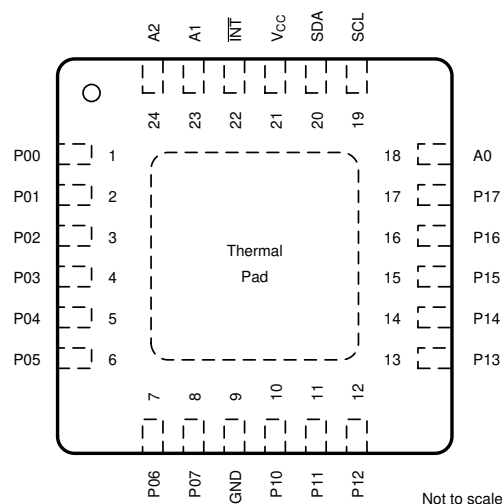 A2 A1 INT VCC SDA SCL
24 23 22 21 20 19
P00 1 18 A0
P01 2 17 P17
P02 3 16 P16
P03 4 15 P15
P04 5 14 P14
P05 6 13 P13
Thermal
Pad
7 8 9 10 11 12
P06 P07 GND P10 P11 P12
Not to scale